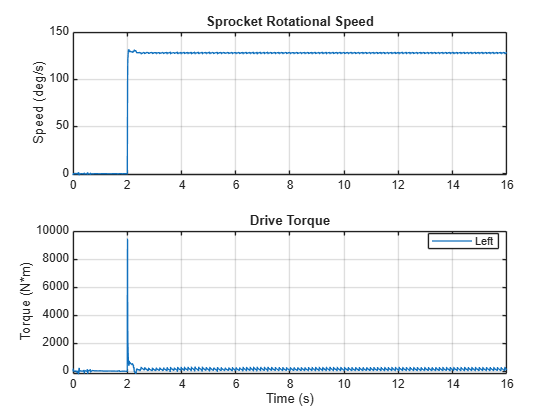 Sprocket Rotational Speed
Speed (deg/s)
150
100
50
0
0 2 4 6 8 10 12 14 16
Drive Torque
Torque (N*m)
10000
8000
6000
4000
2000
0
Left
0 2 4 6 8 10 12 14 16
Time (s)